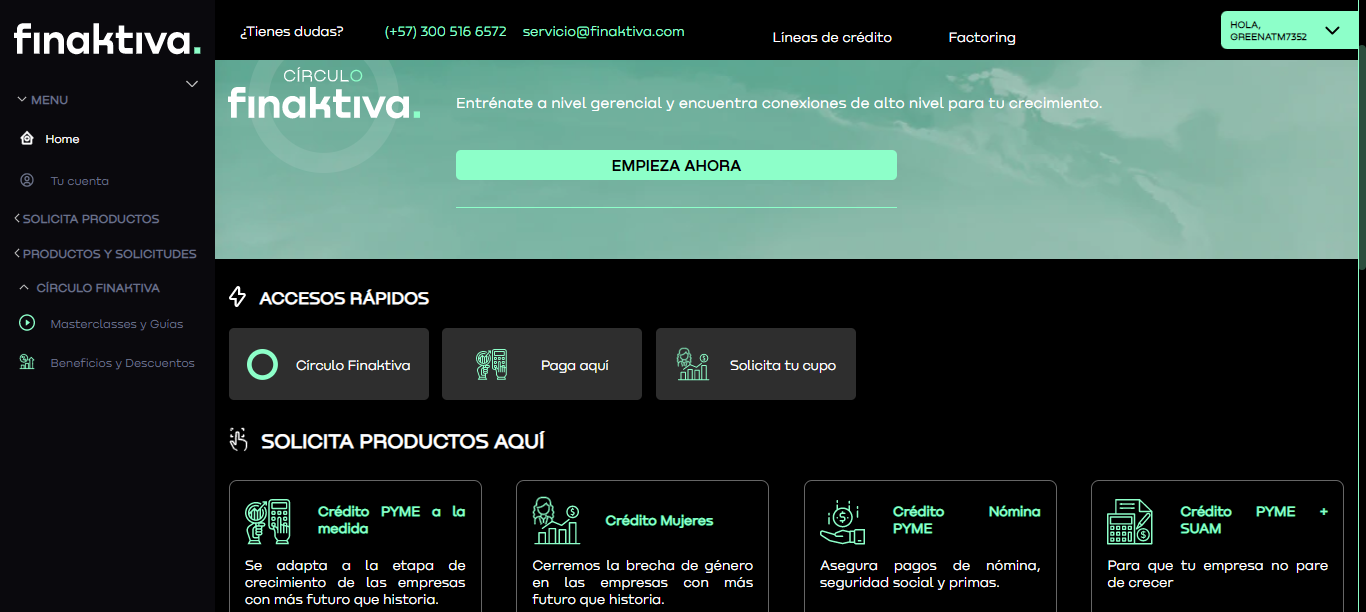 finaktiva.
MENU
Home
Tu cuenta
SOLICITA PRODUCTOS
PRODUCTOS Y SOLICITUDES
CÍRCULO FINAKTIVA
Masterclasses y Guías
Beneficios y Descuentos
¿Tienes dudas?
(+57) 300 516 6572
servicio@finaktiva.com
Líneas de crédito
Factoring
HOLA,
GREENATM7352
CÍRCULO
finaktiva.
Entrénate a nivel gerencial y encuentra conexiones de alto nivel para tu crecimiento.
EMPIEZA AHORA
ACCESOS RÁPIDOS
Círculo Finaktiva
Paga aquí
Solicita tu cupo
SOLICITA PRODUCTOS AQUÍ
Crédito PYME a la
medida
Se adapta a la etapa de
crecimiento de las empresas
con más futuro que historia.
Crédito Mujeres
Cerremos la brecha de género
en las empresas con más
futuro que historia.
Crédito Nómina
PYME
Asegura pagos de nómina,
seguridad social y primas.
Crédito PYME +
SUAM
Para que tu empresa no pare
de crecer